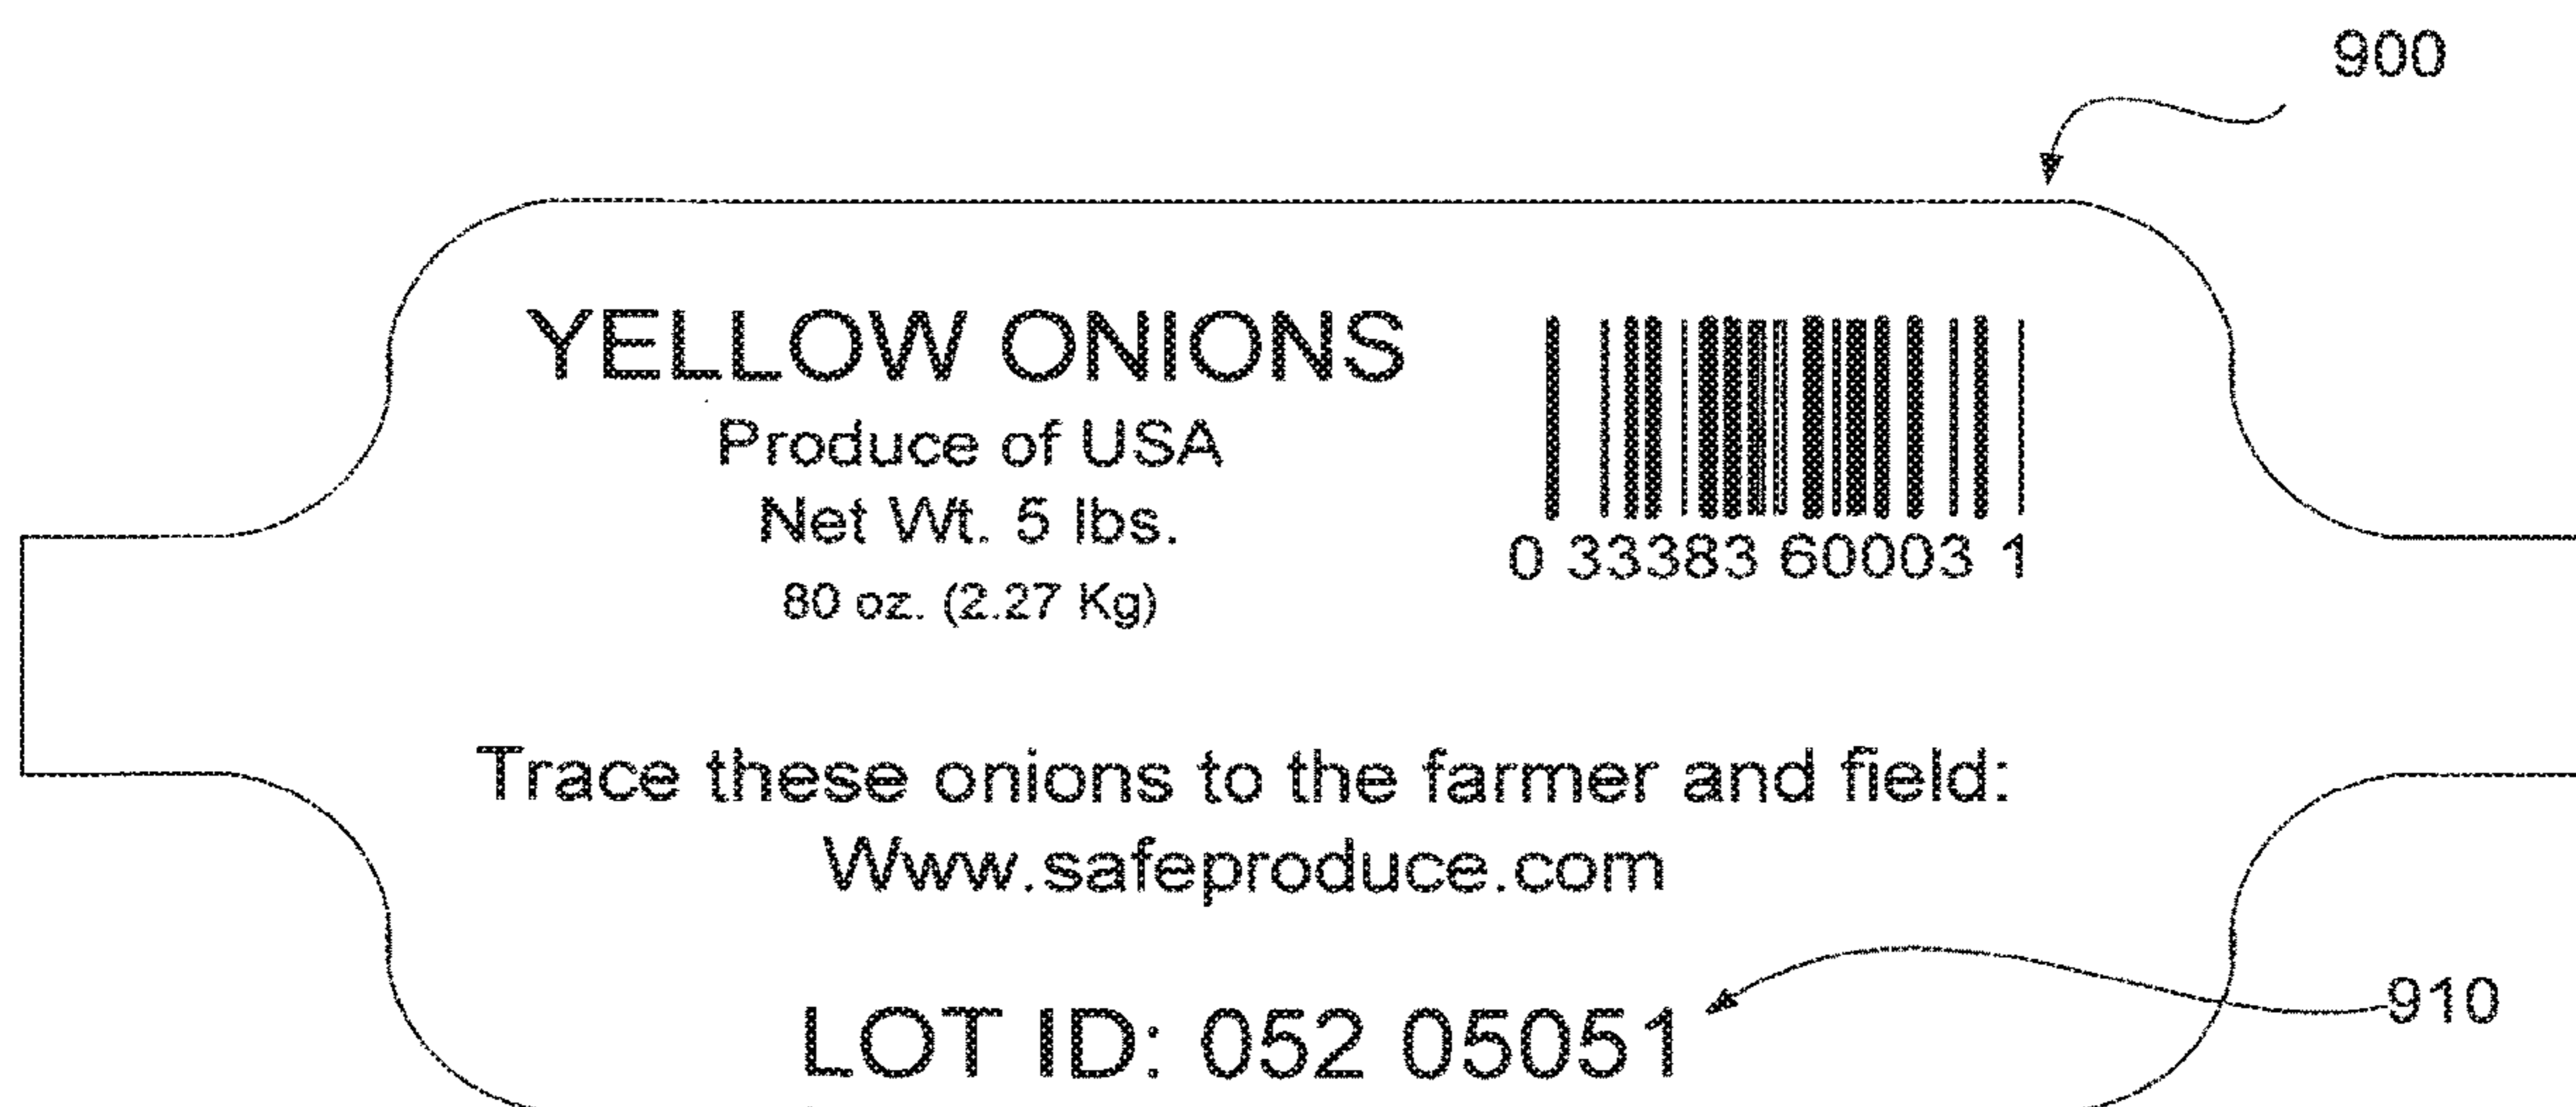 900
YELLOW ONIONS
Produce of USA
Net Wt. 5 lbs.
80 oz. (2.27 Kg)
0 33383 60003 1
Trace these onions to the farmer and field:
Www.safeproduce.com
LOT ID: 052 05051
910